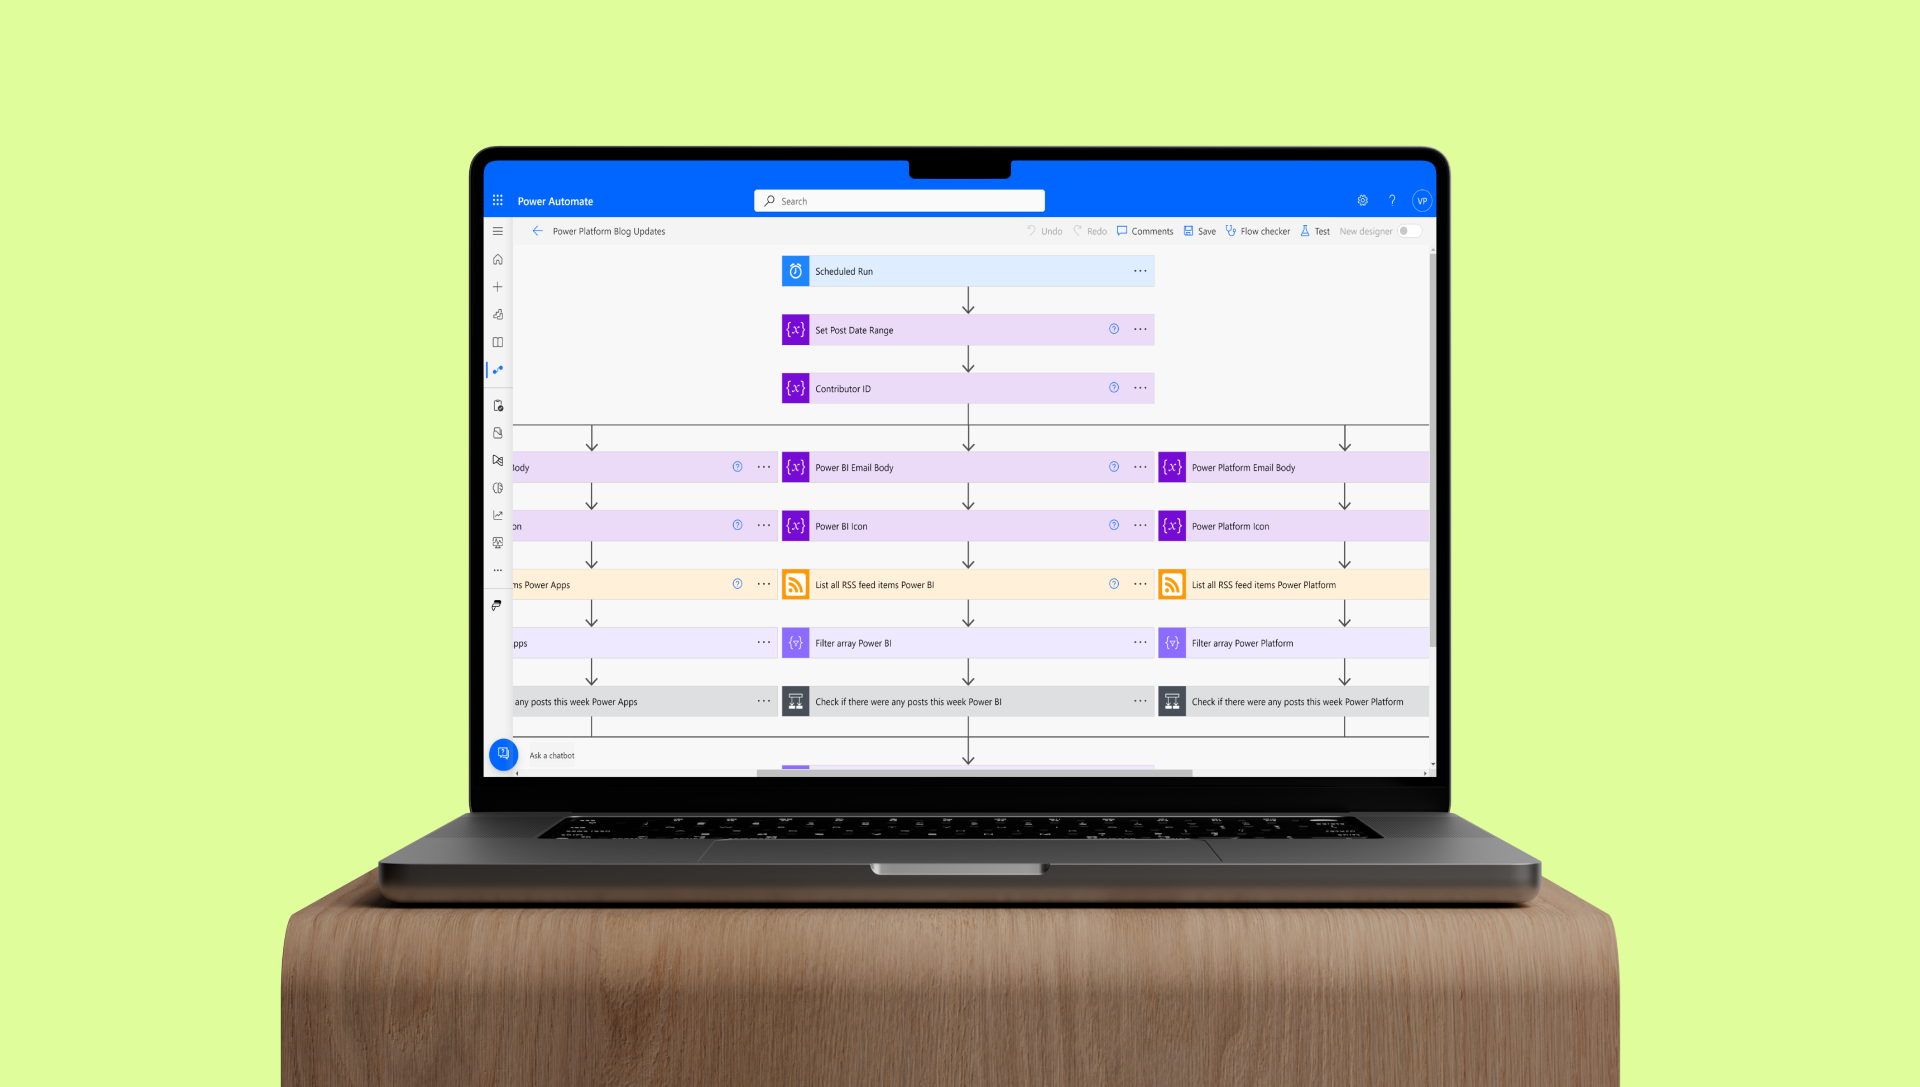 Power Automate
Search
?
VP
Power Platform Blog Updates
Undo
Redo
Comments
Save
Flow checker
Test
New designer
Scheduled Run
{x} Set Post Date Range
{x} Contributor ID
Body
{x} Power BI Email Body
{x} Power Platform Email Body
on
{x} Power BI Icon
{x} Power Platform Icon
ms Power Apps
List all RSS feed items Power BI
List all RSS feed items Power Platform
pps
Filter array Power BI
Filter array Power Platform
any posts this week Power Apps
Check if there were any posts this week Power BI
Check if there were any posts this week Power Platform
Ask a chatbot